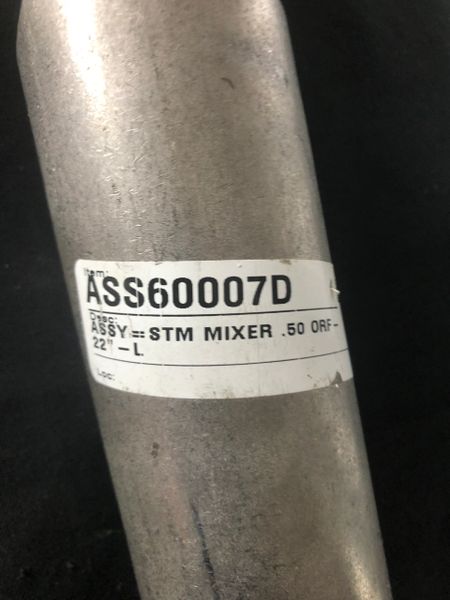 Item:
ASS60007D
Desc:
ASSY= STM MIXER .50 ORF-
22" -L
Loc: